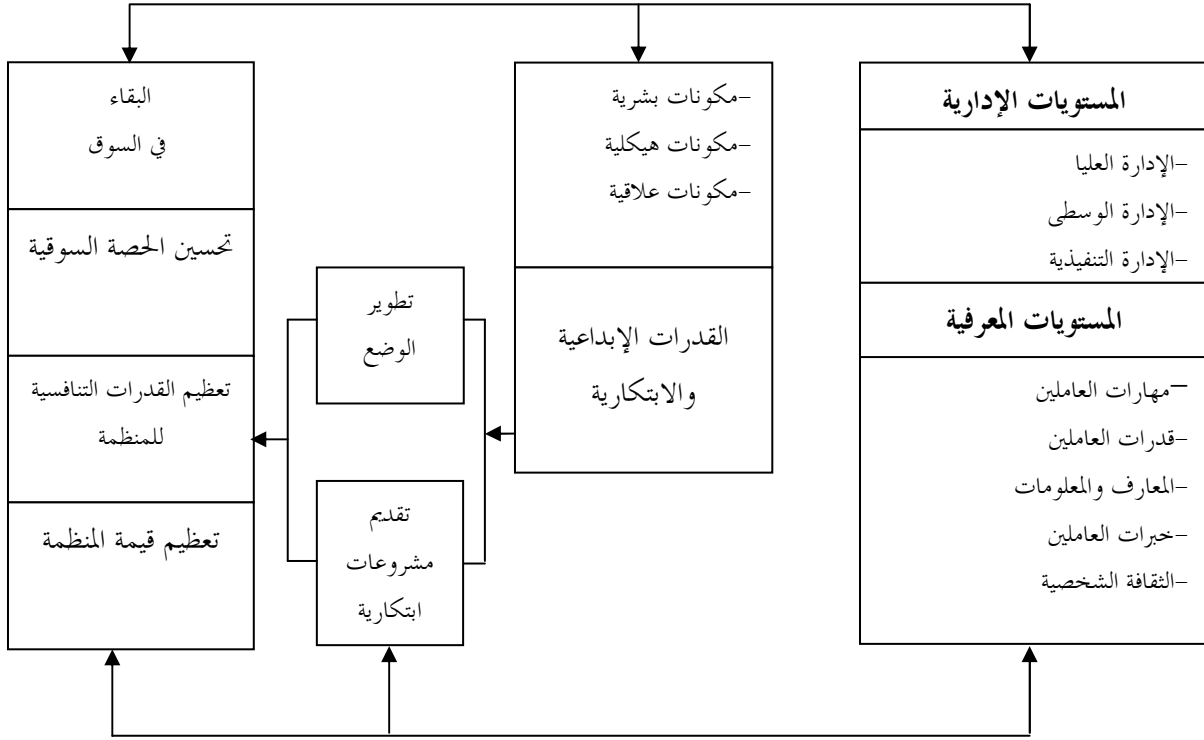 المستويات الإدارية
–الإدارة العليا
–الإدارة الوسطى
–الإدارة التنفيذية
المستويات المعرفية
–مهارات العاملين
–قدرات العاملين
–المعارف والمعلومات
–خبرات العاملين
–الثقافة الشخصية
–مكونات بشرية
–مكونات هيكلية
–مكونات علاقية
القدرات الإبداعية
والابتكارية
تطوير
الوضع
تقديم
مشروعات
ابتكارية
البقاء
في السوق
تحسين الحصة السوقية
تعظيم القدرات التنافسية
للمنظمة
تعظيم قيمة المنظمة